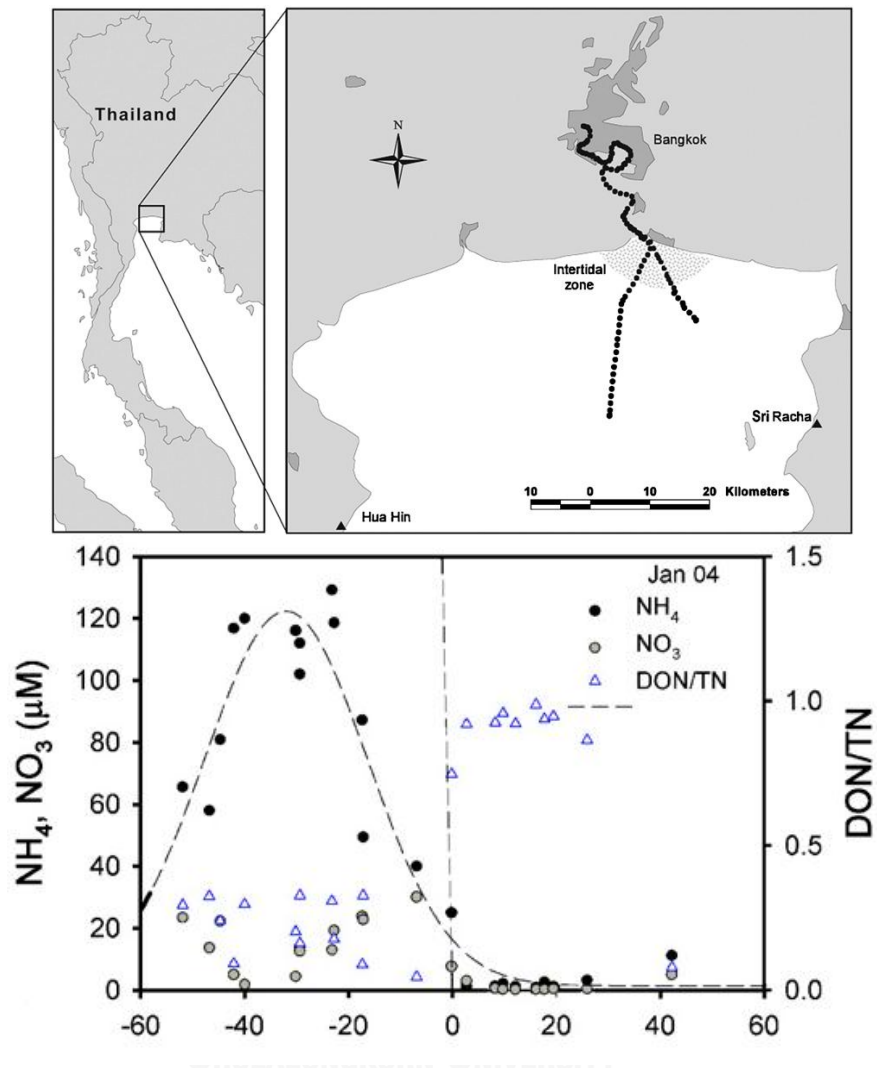 Thailand
N
Bangkok
Intertidal
zone
Sri Racha
10 0 10 20 Kilometers
Hua Hin
140
120
100
80
60
40
20
0
NH₄, NO₃ (µM)
1.5
1.0
0.5
0.0
DON/TN
Jan 04
NH₄
NO₃
DON/TN
-60 -40 -20 0 20 40 60